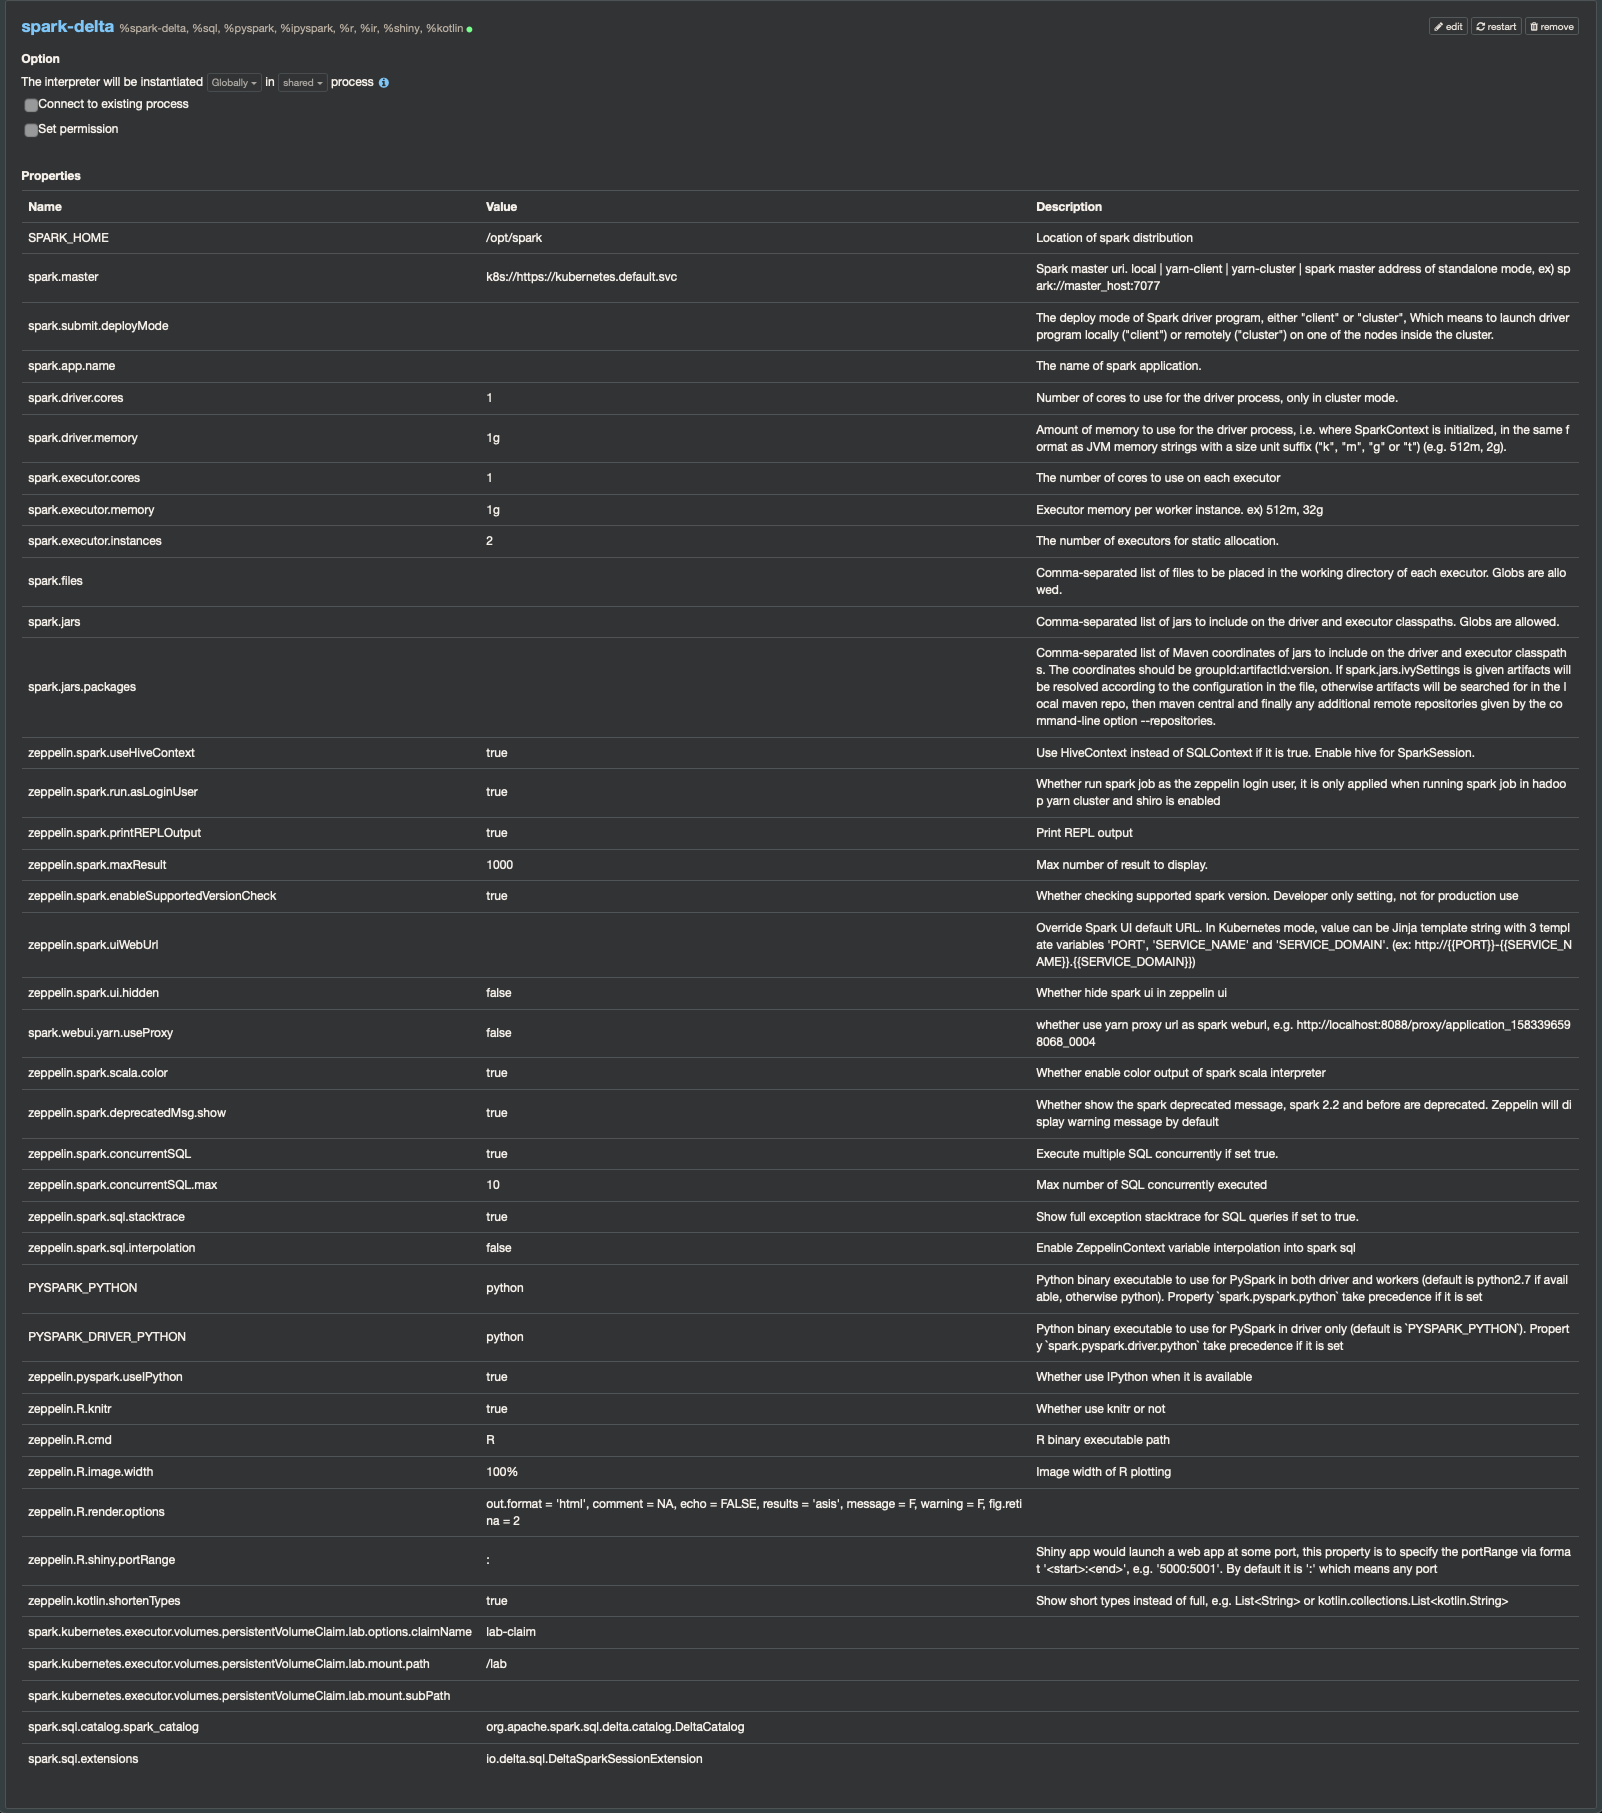 spark-delta %spark-delta, %sql, %pyspark, %ipyspark, %r, %ir, %shiny, %kotlin
edit restart remove
Option
The interpreter will be instantiated Globally in shared process
Connect to existing process
Set permission
Properties
Name Value Description
SPARK_HOME /opt/spark Location of spark distribution
spark.master k8s://https://kubernetes.default.svc Spark master uri. local | yarn-client | yarn-cluster | spark master address of standalone mode, ex) sp
ark://master_host:7077
spark.submit.deployMode The deploy mode of Spark driver program, either "client" or "cluster", Which means to launch driver
program locally ("client") or remotely ("cluster") on one of the nodes inside the cluster.
spark.app.name The name of spark application.
spark.driver.cores 1 Number of cores to use for the driver process, only in cluster mode.
spark.driver.memory 1g Amount of memory to use for the driver process, i.e. where SparkContext is initialized, in the same f
ormat as JVM memory strings with a size unit suffix ("k", "m", "g" or "t") (e.g. 512m, 2g).
spark.executor.cores 1 The number of cores to use on each executor
spark.executor.memory 1g Executor memory per worker instance. ex) 512m, 32g
spark.executor.instances 2 The number of executors for static allocation.
spark.files Comma-separated list of files to be placed in the working directory of each executor. Globs are allo
wed.
spark.jars Comma-separated list of jars to include on the driver and executor classpaths. Globs are allowed.
spark.jars.packages Comma-separated list of Maven coordinates of jars to include on the driver and executor classpath
s. The coordinates should be groupId:artifactId:version. If spark.jars.ivySettings is given artifacts will
be resolved according to the configuration in the file, otherwise artifacts will be searched for in the l
ocal maven repo, then maven central and finally any additional remote repositories given by the co
mmand-line option --repositories.
zeppelin.spark.useHiveContext true Use HiveContext instead of SQLContext if it is true. Enable hive for SparkSession.
zeppelin.spark.run.asLoginUser true Whether run spark job as the zeppelin login user, it is only applied when running spark job in hadoo
p yarn cluster and shiro is enabled
zeppelin.spark.printREPLOutput true Print REPL output
zeppelin.spark.maxResult 1000 Max number of result to display.
zeppelin.spark.enableSupportedVersionCheck true Whether checking supported spark version. Developer only setting, not for production use
zeppelin.spark.uiWebUrl Override Spark UI default URL. In Kubernetes mode, value can be Jinja template string with 3 templ
ate variables 'PORT', 'SERVICE_NAME' and 'SERVICE_DOMAIN'. (ex: http://{{PORT}}-{{SERVICE_N
AME}}.{{SERVICE_DOMAIN}})
zeppelin.spark.ui.hidden false Whether hide spark ui in zeppelin ui
spark.webui.yarn.useProxy false whether use yarn proxy url as spark weburl, e.g. http://localhost:8088/proxy/application_158339659
8068_0004
zeppelin.spark.scala.color true Whether enable color output of spark scala interpreter
zeppelin.spark.deprecatedMsg.show true Whether show the spark deprecated message, spark 2.2 and before are deprecated. Zeppelin will di
splay warning message by default
zeppelin.spark.concurrentSQL true Execute multiple SQL concurrently if set true.
zeppelin.spark.concurrentSQL.max 10 Max number of SQL concurrently executed
zeppelin.spark.sql.stacktrace true Show full exception stacktrace for SQL queries if set to true.
zeppelin.spark.sql.interpolation false Enable ZeppelinContext variable interpolation into spark sql
PYSPARK_PYTHON python Python binary executable to use for PySpark in both driver and workers (default is python2.7 if avail
able, otherwise python). Property `spark.pyspark.python` take precedence if it is set
PYSPARK_DRIVER_PYTHON python Python binary executable to use for PySpark in driver only (default is `PYSPARK_PYTHON`). Propert
y `spark.pyspark.driver.python` take precedence if it is set
zeppelin.pyspark.useIPython true Whether use IPython when it is available
zeppelin.R.knitr true Whether use knitr or not
zeppelin.R.cmd R R binary executable path
zeppelin.R.image.width 100% Image width of R plotting
zeppelin.R.render.options out.format = 'html', comment = NA, echo = FALSE, results = 'asis', message = F, warning = F, fig.reti
na = 2
zeppelin.R.shiny.portRange : Shiny app would launch a web app at some port, this property is to specify the portRange via forma
t '<start>:<end>', e.g. '5000:5001'. By default it is ':' which means any port
zeppelin.kotlin.shortenTypes true Show short types instead of full, e.g. List<String> or kotlin.collections.List<kotlin.String>
spark.kubernetes.executor.volumes.persistentVolumeClaim.lab.options.claimName lab-claim
spark.kubernetes.executor.volumes.persistentVolumeClaim.lab.mount.path /lab
spark.kubernetes.executor.volumes.persistentVolumeClaim.lab.mount.subPath
spark.sql.catalog.spark_catalog org.apache.spark.sql.delta.catalog.DeltaCatalog
spark.sql.extensions io.delta.sql.DeltaSparkSessionExtension